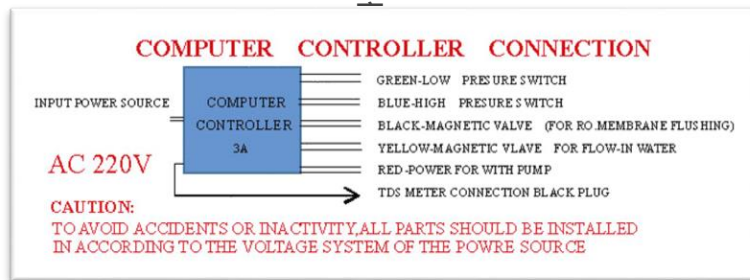 COMPUTER CONTROLLER CONNECTION
GREEN-LOW PRESURE SWITCH
INPUT POWER SOURCE
COMPUTER
CONTROLLER
3A
BLUE-HIGH PRESURE SWITCH
BLACK-MAGNETIC VALVE (FOR RO.MEMBRANE FLUSHING)
YELLOW-MAGNETIC VLAVE FOR FLOW-IN WATER
AC 220V
RED-POWER FOR WITH PUMP
TDS METER CONNECTION BLACK PLUG
CAUTION:
TO AVOID ACCIDENTS OR INACTIVITY,ALL PARTS SHOULD BE INSTALLED
IN ACCORDING TO THE VOLTAGE SYSTEM OF THE POWRE SOURCE